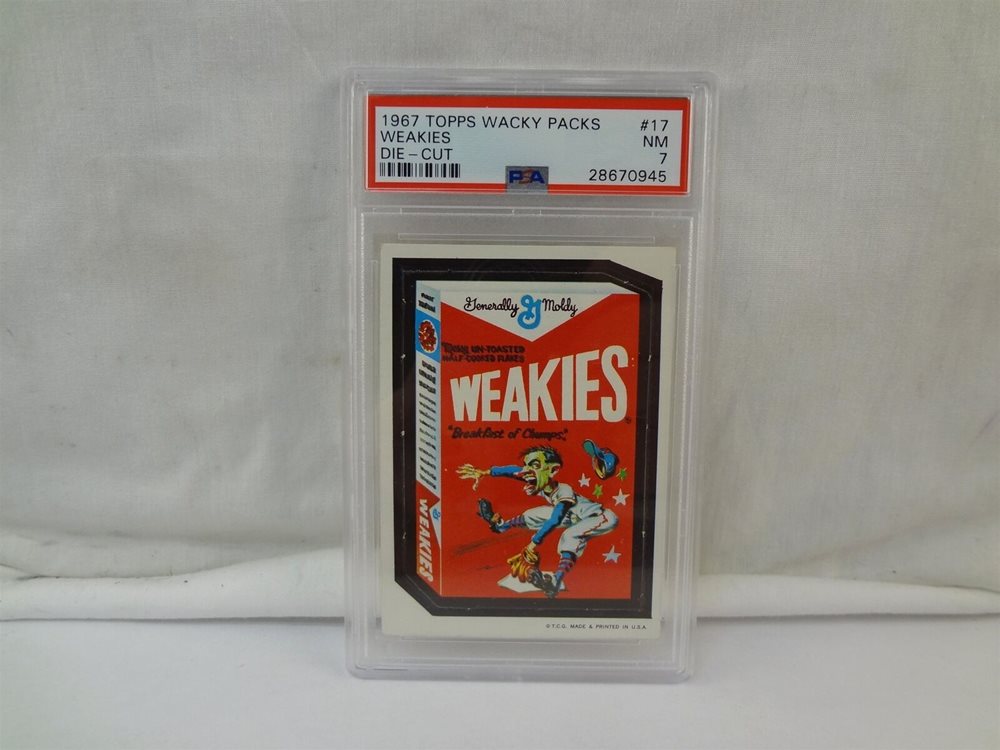 1967 TOPPS WACKY PACKS #17
WEAKIES NM
DIE-CUT 7
PSA 28670945
Generally G Moldy
UN-TOASTED
HALF-COOKED FLAKES
WEAKIES
"Breakfast of Chumps"
WEAKIES
© T.C.G. MADE & PRINTED IN U.S.A.